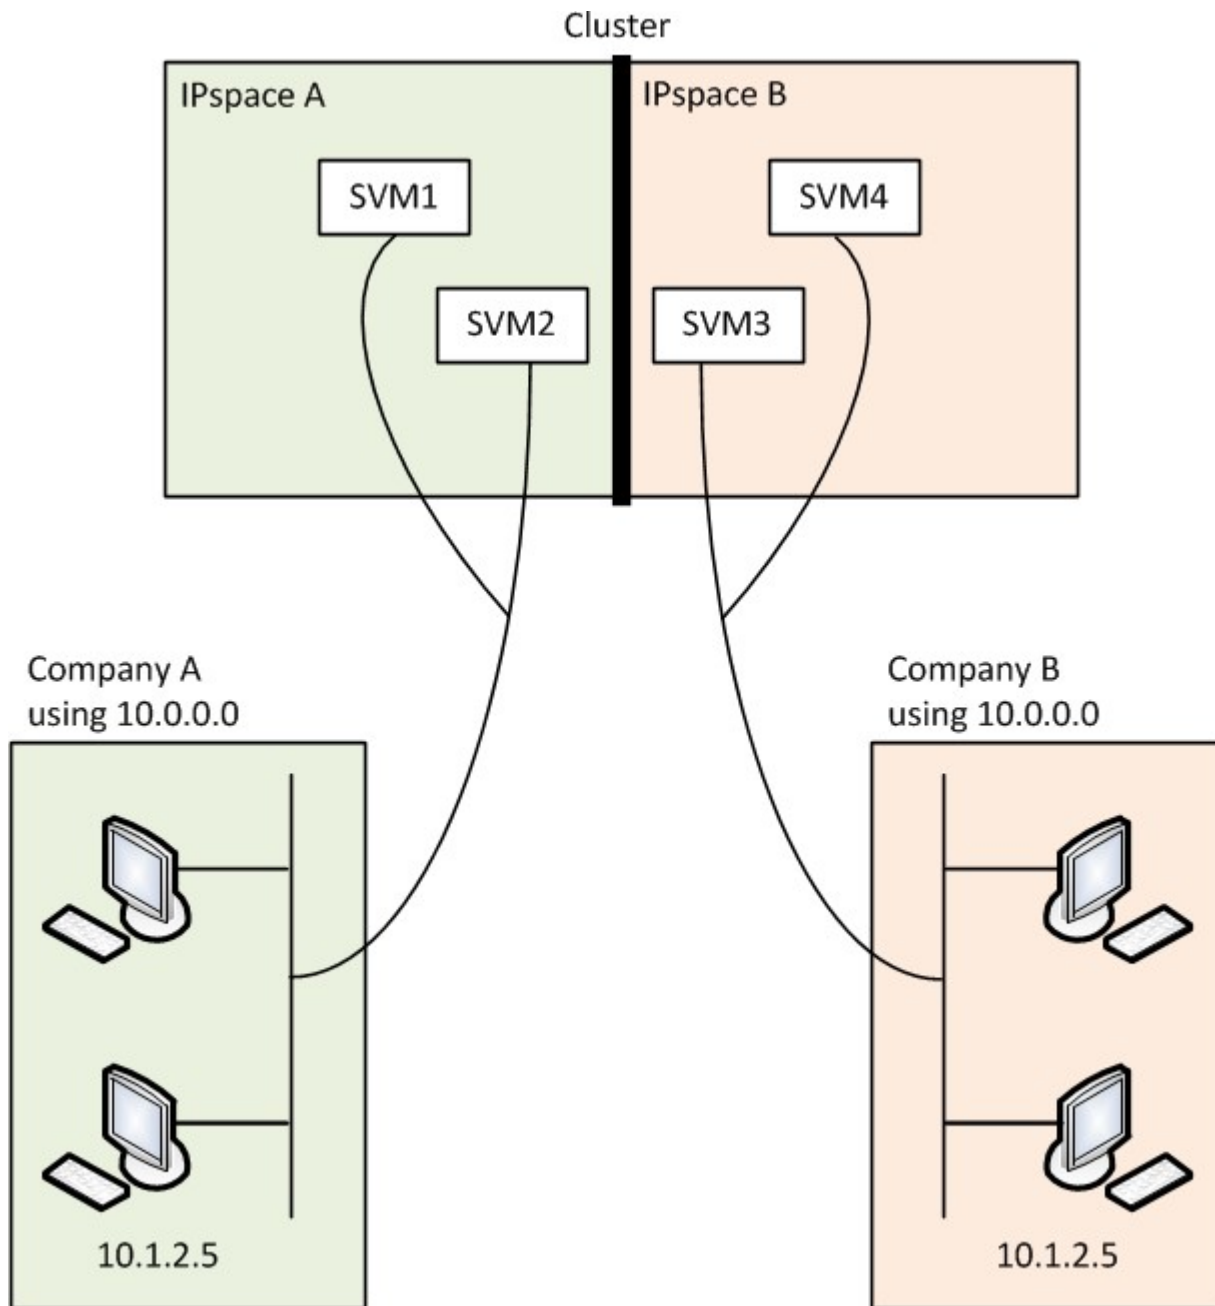 Cluster
IPspace A
IPspace B
SVM1
SVM4
SVM2
SVM3
Company A
using 10.0.0.0
Company B
using 10.0.0.0
10.1.2.5
10.1.2.5